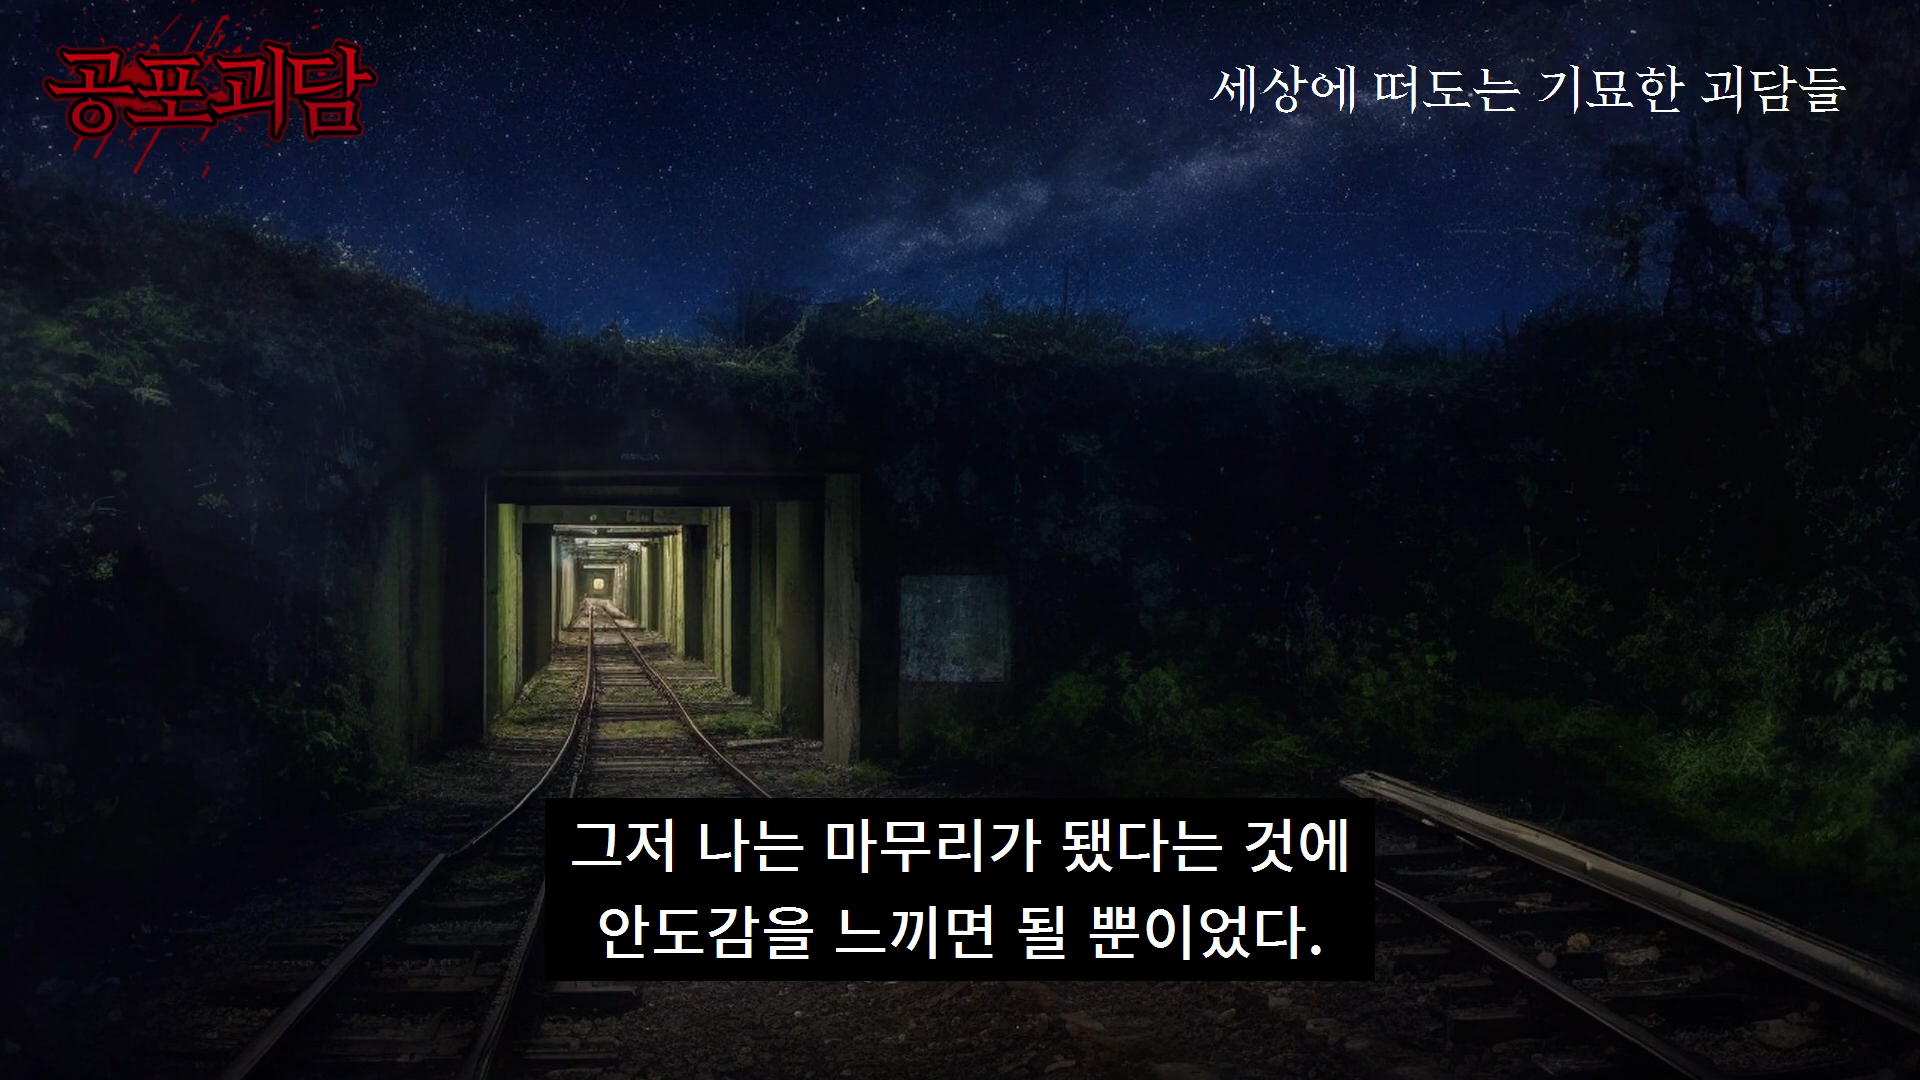 공포괴담
세상에 떠도는 기묘한 괴담들
그저 나는 마무리가 됐다는 것에
안도감을 느끼면 될 뿐이었다.